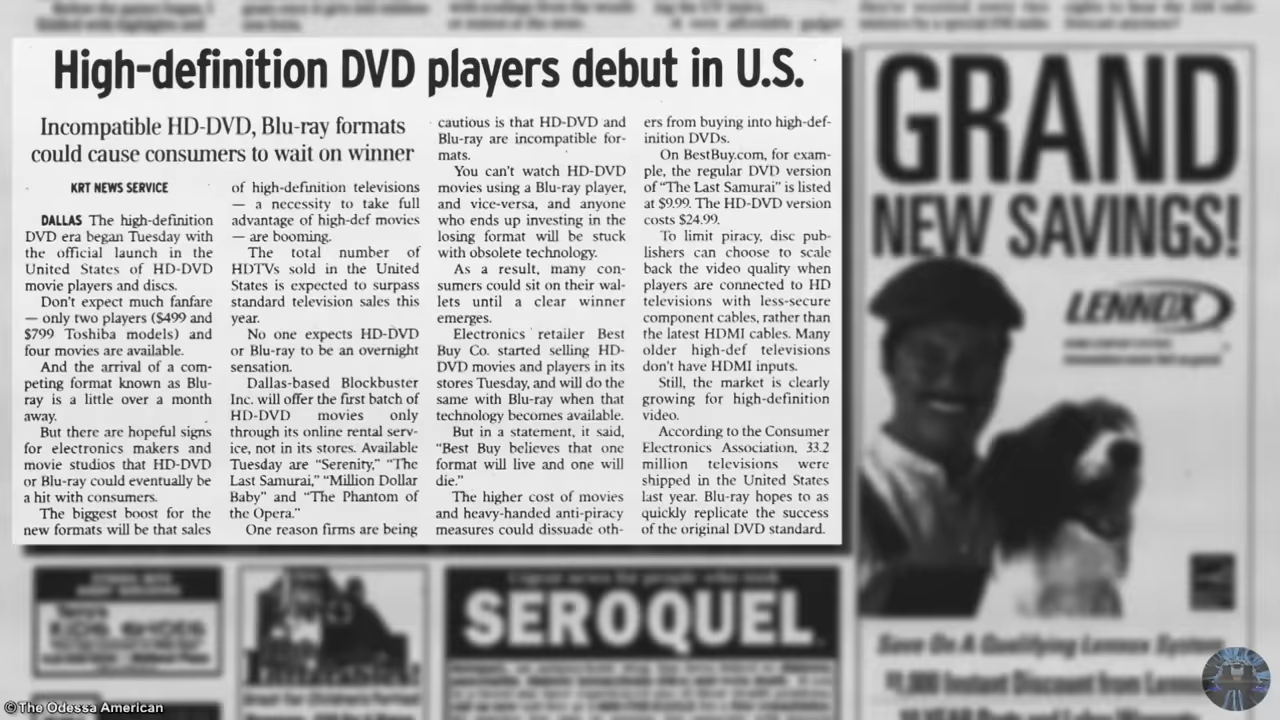 High-definition DVD players debut in U.S.
Incompatible HD-DVD, Blu-ray formats
could cause consumers to wait on winner
KRT NEWS SERVICE
DALLAS The high-definition
DVD era began Tuesday with
the official launch in the
United States of HD-DVD
movie players and discs.
Don't expect much fanfare
— only two players ($499 and
$799 Toshiba models) and
four movies are available.
And the arrival of a com-
peting format known as Blu-
ray is a little over a month
away.
But there are hopeful signs
for electronics makers and
movie studios that HD-DVD
or Blu-ray could eventually be
a hit with consumers.
The biggest boost for the
new formats will be that sales
of high-definition televisions
— a necessity to take full
advantage of high-def movies
— are booming.
The total number of
HDTVs sold in the United
States is expected to surpass
standard television sales this
year.
No one expects HD-DVD
or Blu-ray to be an overnight
sensation.
Dallas-based Blockbuster
Inc. will offer the first batch of
HD-DVD movies only
through its online rental serv-
ice, not in its stores. Available
Tuesday are “Serenity,” “The
Last Samurai,” “Million Dollar
Baby” and “The Phantom of
the Opera.”
One reason firms are being
cautious is that HD-DVD and
Blu-ray are incompatible for-
mats.
You can't watch HD-DVD
movies using a Blu-ray player,
and vice-versa, and anyone
who ends up investing in the
losing format will be stuck
with obsolete technology.
As a result, many con-
sumers could sit on their wal-
lets until a clear winner
emerges.
Electronics retailer Best
Buy Co. started selling HD-
DVD movies and players in its
stores Tuesday, and will do the
same with Blu-ray when that
technology becomes available.
But in a statement, it said,
“Best Buy believes that one
format will live and one will
die.”
The higher cost of movies
and heavy-handed anti-piracy
measures could dissuade oth-
ers from buying into high-def-
inition DVDs.
On BestBuy.com, for exam-
ple, the regular DVD version
of “The Last Samurai” is listed
at $9.99. The HD-DVD version
costs $24.99.
To limit piracy, disc pub-
lishers can choose to scale
back the video quality when
players are connected to HD
televisions with less-secure
component cables, rather than
the latest HDMI cables. Many
older high-def televisions
don't have HDMI inputs.
Still, the market is clearly
growing for high-definition
video.
According to the Consumer
Electronics Association, 33.2
million televisions were
shipped in the United States
last year. Blu-ray hopes to as
quickly replicate the success
of the original DVD standard.
GRAND
NEW SAVINGS!
LENNOX
Save On A Qualifying Lennox System
Instant Discount from
SEROQUEL
©The Odessa American